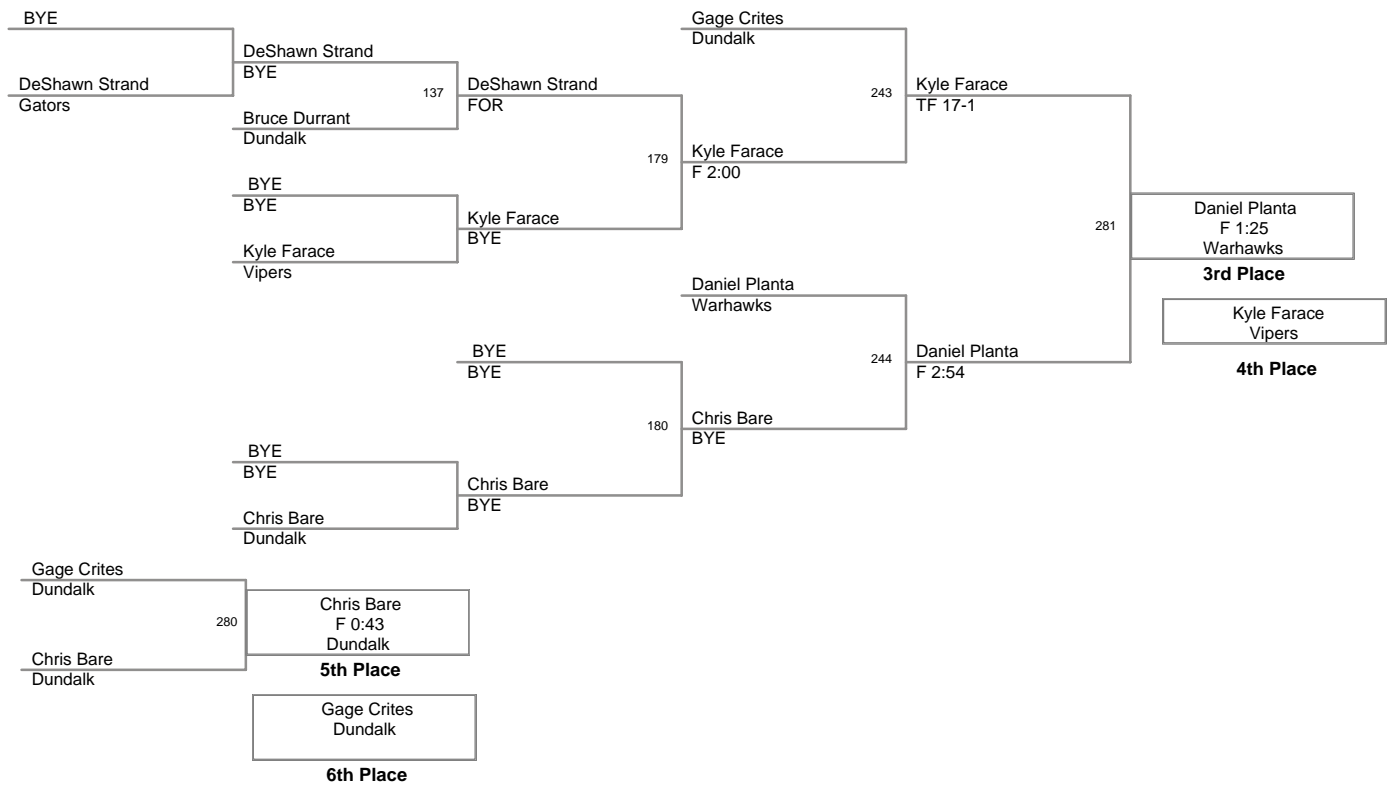 BYE
DeShawn Strand
Gators
DeShawn Strand
BYE
137
Bruce Durrant
Dundalk
DeShawn Strand
FOR
BYE
BYE
Kyle Farace
Vipers
Kyle Farace
BYE
179
Kyle Farace
F 2:00
Gage Crites
Dundalk
243
Kyle Farace
TF 17-1
Daniel Planta
Warhawks
BYE
BYE
BYE
BYE
Chris Bare
Dundalk
Chris Bare
BYE
180
Chris Bare
BYE
244
Daniel Planta
F 2:54
281
Daniel Planta
F 1:25
Warhawks
3rd Place
Kyle Farace
Vipers
4th Place
Gage Crites
Dundalk
280
Chris Bare
Dundalk
Chris Bare
F 0:43
Dundalk
5th Place
Gage Crites
Dundalk
6th Place